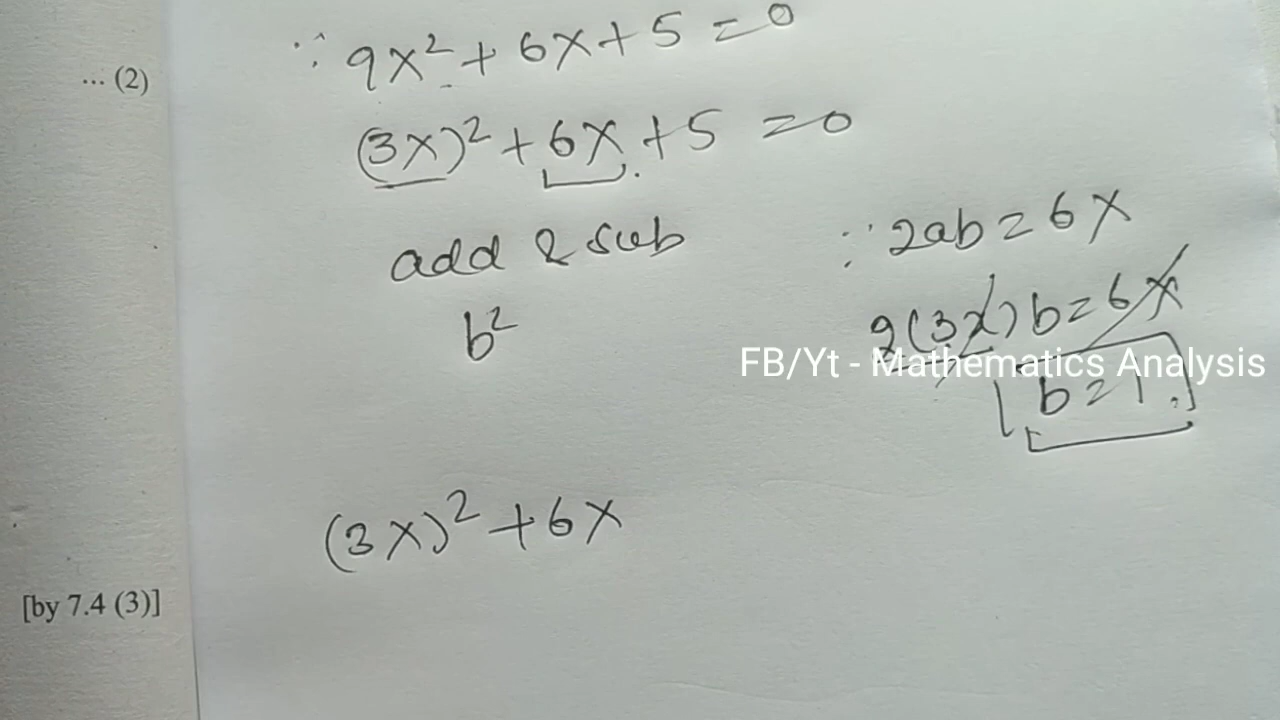 ∵ 9x² + 6x + 5 = 0
... (2)
(3x)² + 6x + 5 = 0
add & sub
b²
∵ 2ab = 6x
2(3x)b = 6x
FB/Yt - Mathematics Analysis
b = 1.
(3x)² + 6x
[by 7.4 (3)]